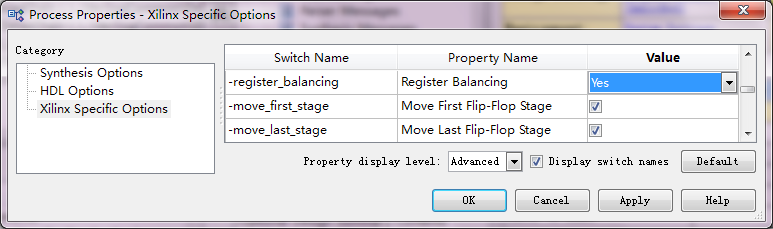 Process Properties - Xilinx Specific Options
Category
Switch Name Property Name Value
Synthesis Options
HDL Options
Xilinx Specific Options
-register_balancing Register Balancing Yes
-move_first_stage Move First Flip-Flop Stage
-move_last_stage Move Last Flip-Flop Stage
Property display level: Advanced Display switch names Default
OK Cancel Apply Help